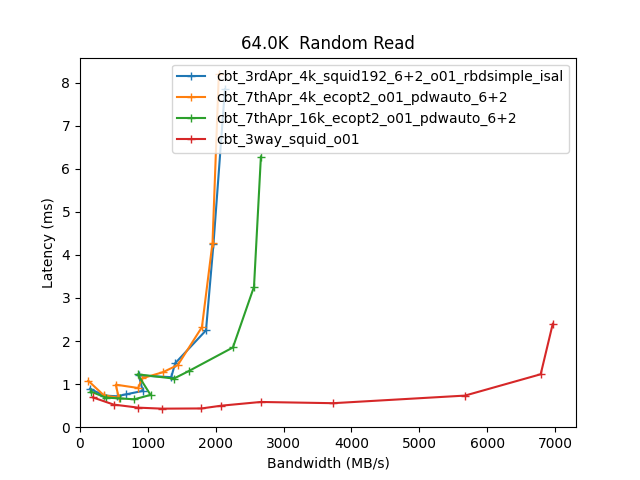 64.0K  Random Read
cbt_3rdApr_4k_squid192_6+2_o01_rbdsimple_isal
cbt_7thApr_4k_ecopt2_o01_pdwauto_6+2
cbt_7thApr_16k_ecopt2_o01_pdwauto_6+2
cbt_3way_squid_o01
Latency (ms)
8
7
6
5
4
3
2
1
0
0 1000 2000 3000 4000 5000 6000 7000
Bandwidth (MB/s)